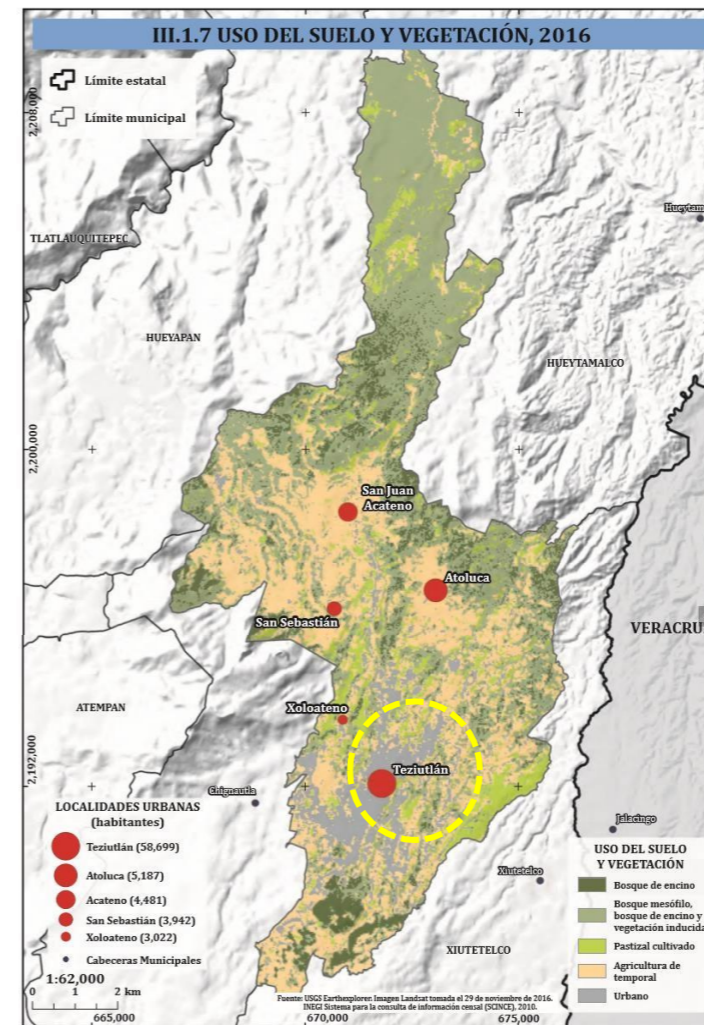 III.1.7 USO DEL SUELO Y VEGETACIÓN, 2016
Límite estatal
Límite municipal
2,208,000
Hueytam
TLATLAUQUITEPEC
HUEYAPAN
HUEYTAMALCO
2,200,000
San Juan
Acateno
Atoluca
San Sebastián
VERACRU
ATEMPAN
Xoloateno
2,192,000
Teziutlán
Chignautla
LOCALIDADES URBANAS
(habitantes)
Teziutlán (58,699)
Atoluca (5,187)
Acateno (4,481)
San Sebastián (3,942)
Xoloateno (3,022)
Cabeceras Municipales
1:62,000
0 1 2 km
Jalacingo
Xiutetelco
XIUTETELCO
USO DEL SUELO
Y VEGETACIÓN
Bosque de encino
Bosque mesófilo,
bosque de encino y
vegetación inducida
Pastizal cultivado
Agricultura de
temporal
Urbano
Fuente: USGS Earthexplorer: Imagen Landsat tomada el 29 de noviembre de 2016.
INEGI Sistema para la consulta de información censal (SCINCE), 2010.
665,000
670,000
675,000